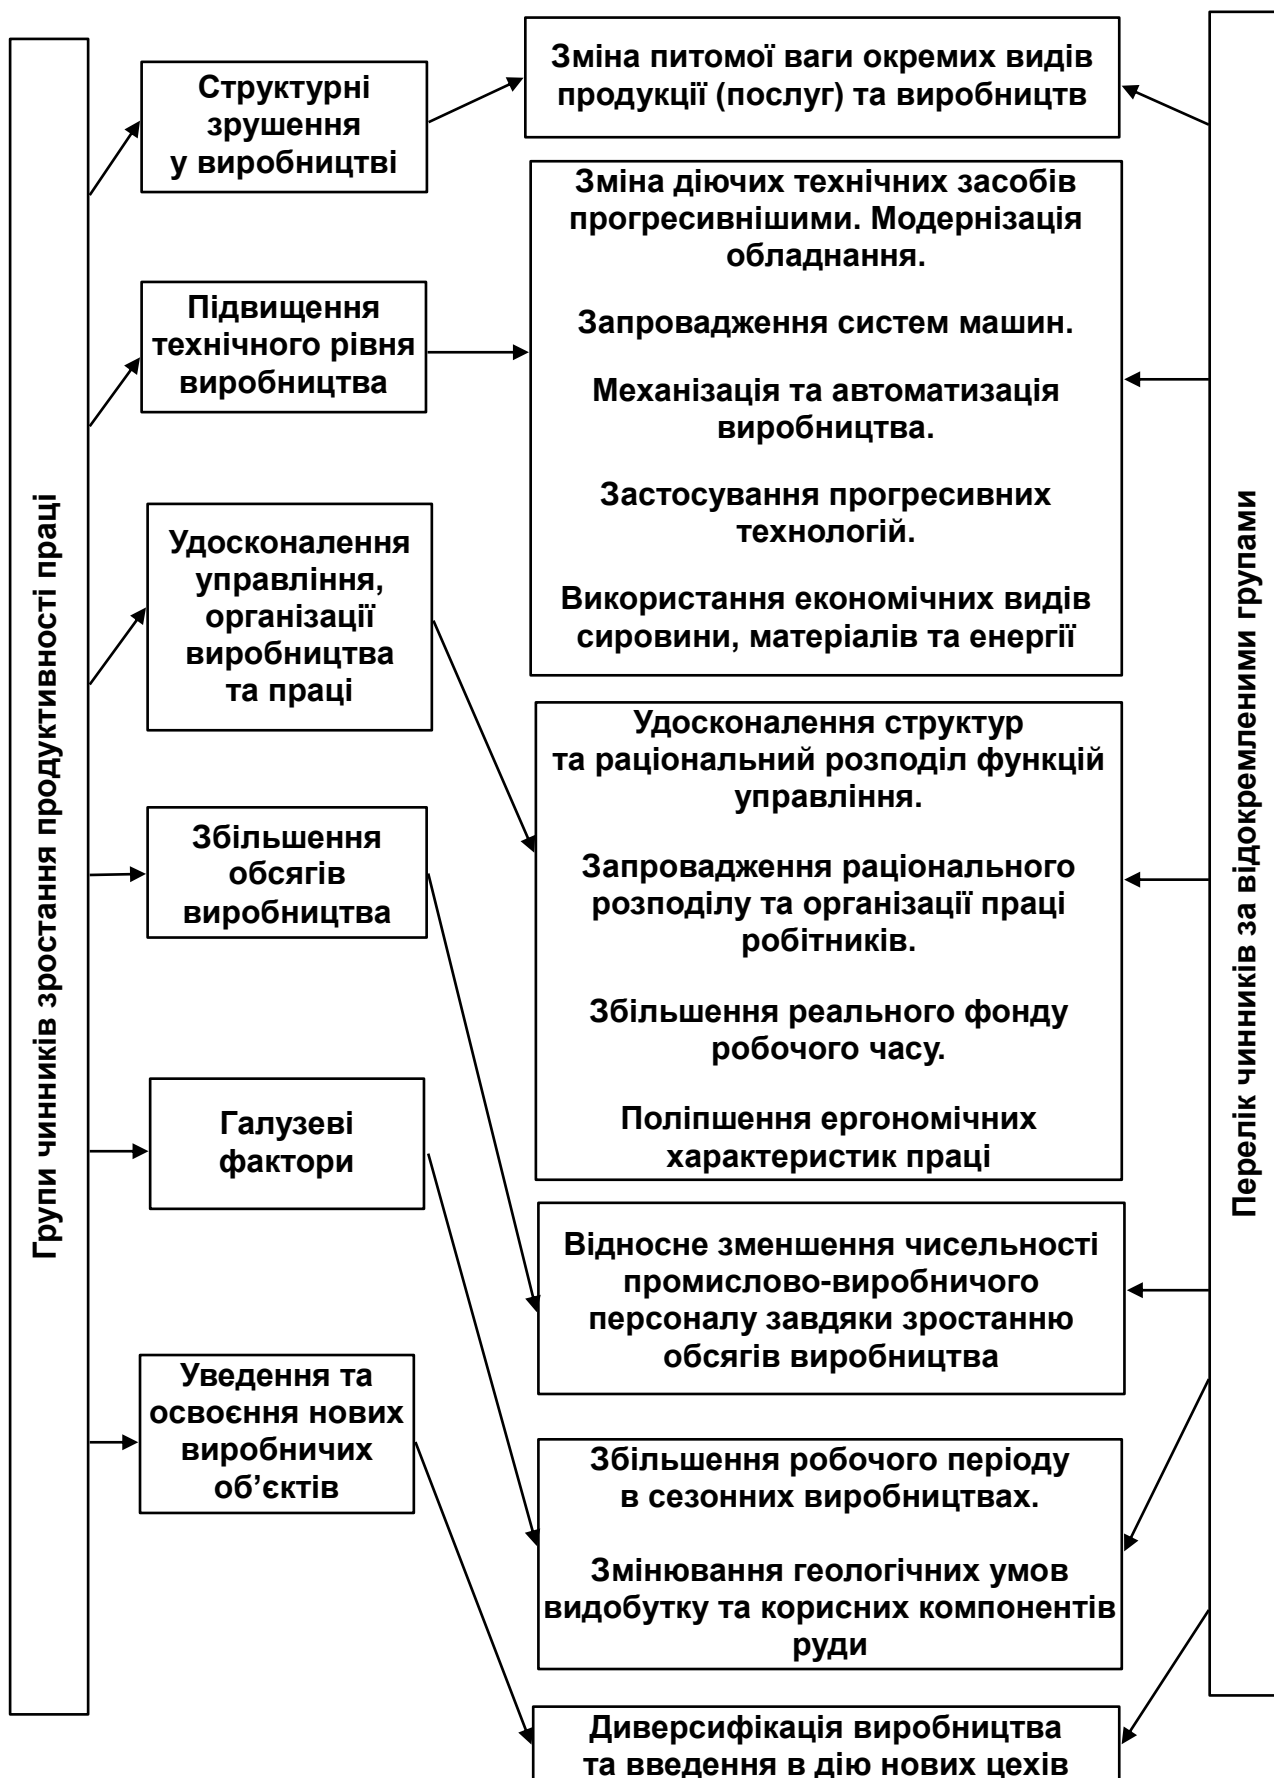 Групи чинників зростання продуктивності праці
Структурні
зрушення
у виробництві
Підвищення
технічного рівня
виробництва
Удосконалення
управління,
організації
виробництва
та праці
Збільшення
обсягів
виробництва
Галузеві
фактори
Уведення та
освоєння нових
виробничих
об’єктів
Зміна питомої ваги окремих видів
продукції (послуг) та виробництв
Зміна діючих технічних засобів
прогресивнішими. Модернізація
обладнання.
Запровадження систем машин.
Механізація та автоматизація
виробництва.
Застосування прогресивних
технологій.
Використання економічних видів
сировини, матеріалів та енергії
Удосконалення структур
та раціональний розподіл функцій
управління.
Запровадження раціонального
розподілу та організації праці
робітників.
Збільшення реального фонду
робочого часу.
Поліпшення ергономічних
характеристик праці
Відносне зменшення чисельності
промислово-виробничого
персоналу завдяки зростанню
обсягів виробництва
Збільшення робочого періоду
в сезонних виробництвах.
Змінювання геологічних умов
видобутку та корисних компонентів
руди
Диверсифікація виробництва
та введення в дію нових цехів
Перелік чинників за відокремленими групами